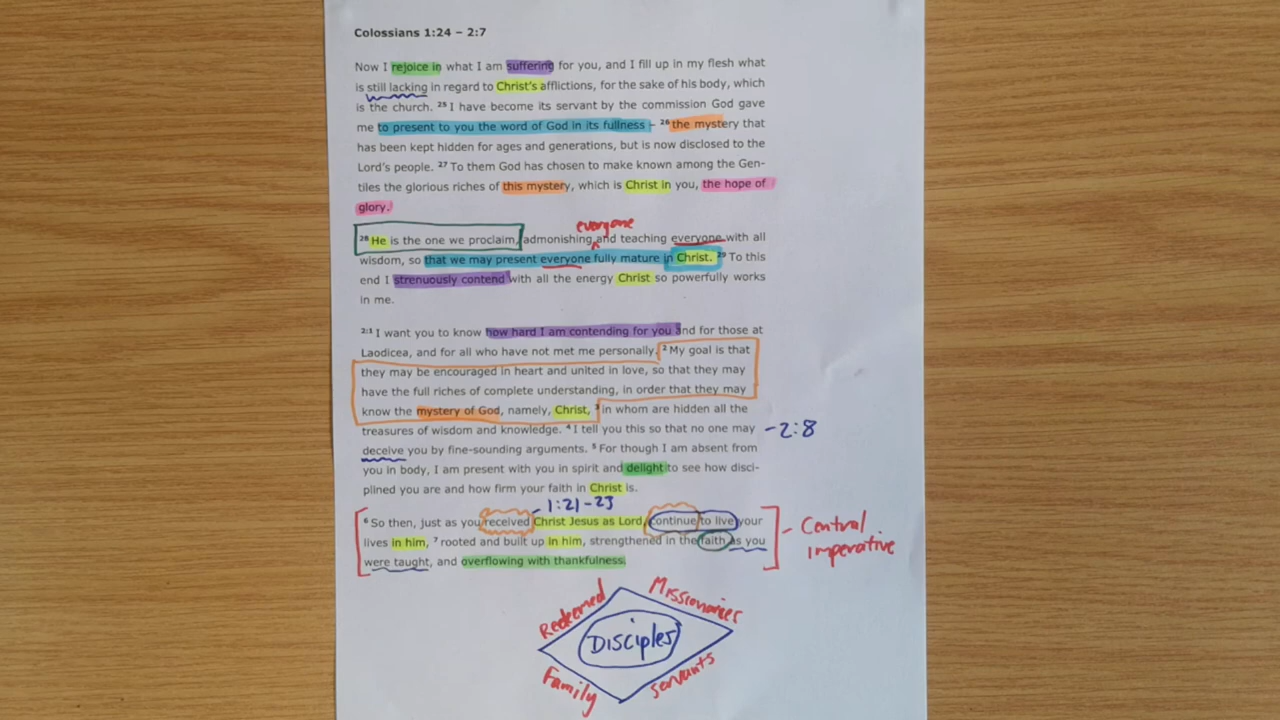 Colossians 1:24 – 2:7
Now I rejoice in what I am suffering for you, and I fill up in my flesh what
is still lacking in regard to Christ's afflictions, for the sake of his body, which
is the church. 25 I have become its servant by the commission God gave
me to present to you the word of God in its fullness – 26 the mystery that
has been kept hidden for ages and generations, but is now disclosed to the
Lord's people. 27 To them God has chosen to make known among the Gen-
tiles the glorious riches of this mystery, which is Christ in you, the hope of
glory.
everyone
28 He is the one we proclaim, admonishing and teaching everyone with all
wisdom, so that we may present everyone fully mature in Christ. 29 To this
end I strenuously contend with all the energy Christ so powerfully works
in me.
2:1 I want you to know how hard I am contending for you and for those at
Laodicea, and for all who have not met me personally. 2 My goal is that
they may be encouraged in heart and united in love, so that they may
have the full riches of complete understanding, in order that they may
know the mystery of God, namely, Christ, 3 in whom are hidden all the
treasures of wisdom and knowledge. 4 I tell you this so that no one may – 2:8
deceive you by fine-sounding arguments. 5 For though I am absent from
you in body, I am present with you in spirit and delight to see how disci-
plined you are and how firm your faith in Christ is.
– 1:21-23
6 So then, just as you received Christ Jesus as Lord, continue to live your
lives in him, 7 rooted and built up in him, strengthened in the faith as you
were taught, and overflowing with thankfulness.
– Central
imperative
Redeemed
Missionaries
Disciples
Family
servants